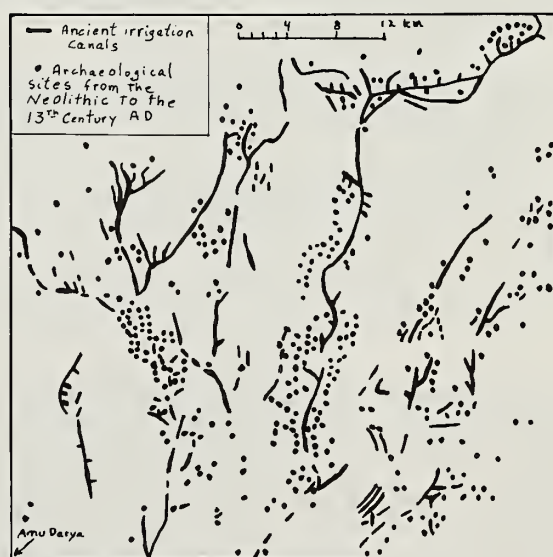 Ancient irrigation
Canals
Archaeological
sites from the
Neolithic To the
13Th Century AD
0 4 8 12 km
Amu Darya